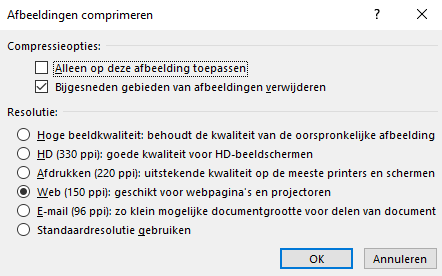 Afbeeldingen comprimeren
Compressieopties:
Alleen op deze afbeelding toepassen
Bijgesneden gebieden van afbeeldingen verwijderen
Resolutie:
Hoge beeldkwaliteit: behoudt de kwaliteit van de oorspronkelijke afbeelding
HD (330 ppi): goede kwaliteit voor HD-beeldschermen
Afdrukken (220 ppi): uitstekende kwaliteit op de meeste printers en schermen
Web (150 ppi): geschikt voor webpagina's en projectoren
E-mail (96 ppi): zo klein mogelijke documentgrootte voor delen van document
Standaardresolutie gebruiken
OK Annuleren